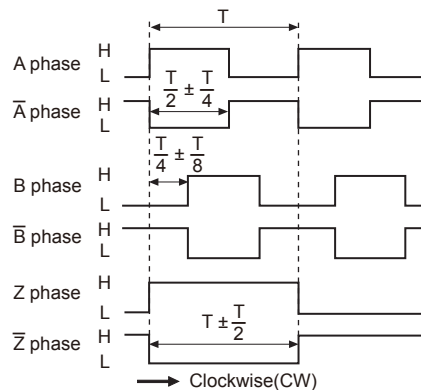 T
H
A phase
L
T/2 ± T/4
H
A̅ phase
L
T/4 ± T/8
H
B phase
L
H
B̅ phase
L
H
Z phase
L
T ± T/2
H
Z̅ phase
L
Clockwise(CW)